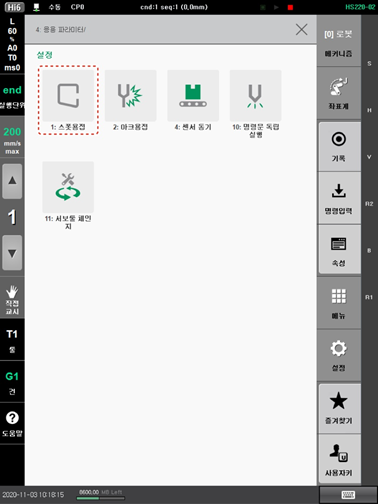 Hi6 수동 CP0 cnd:1 seq:1 (0,0mm) HS220-02
L
60
%
A0
T0
ms0
end
실행단위
200
mm/s
max
1
직접
교시
T1
툴
G1
건
도움말
4: 응용 파라미터/
설정
1: 스폿용접
2: 아크용접
4: 센서 동기
10: 명령문 독립
실행
11: 서보툴 체인
지
[0] 로봇
메커니즘
좌표계
기록
명령입력
속성
메뉴
설정
즐겨찾기
사용자키
S
H
V
R2
B
R1
2020-11-03 10:18:15 8600.00 MB Left